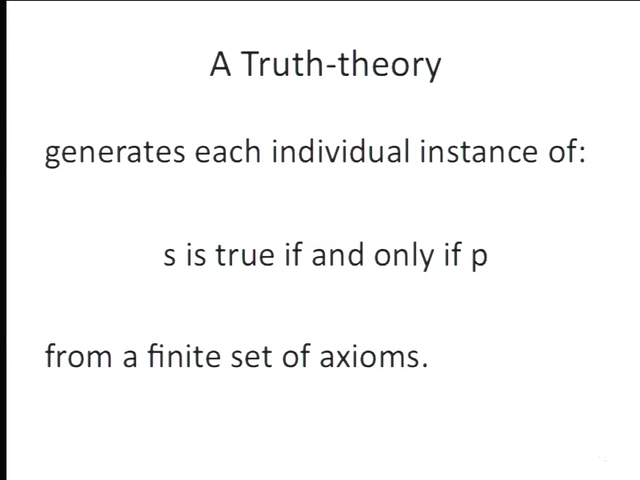 A Truth-theory
generates each individual instance of:
s is true if and only if p
from a finite set of axioms.